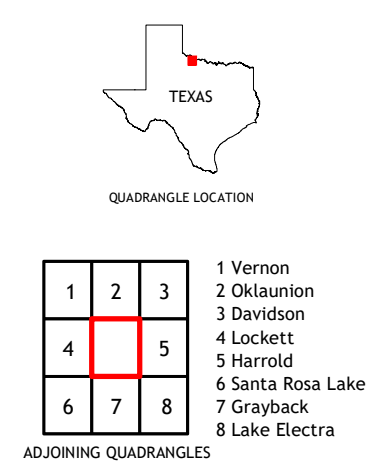 TEXAS
QUADRANGLE LOCATION
1 2 3
4 5
6 7 8
1 Vernon
2 Oklaunion
3 Davidson
4 Lockett
5 Harrold
6 Santa Rosa Lake
7 Grayback
8 Lake Electra
ADJOINING QUADRANGLES